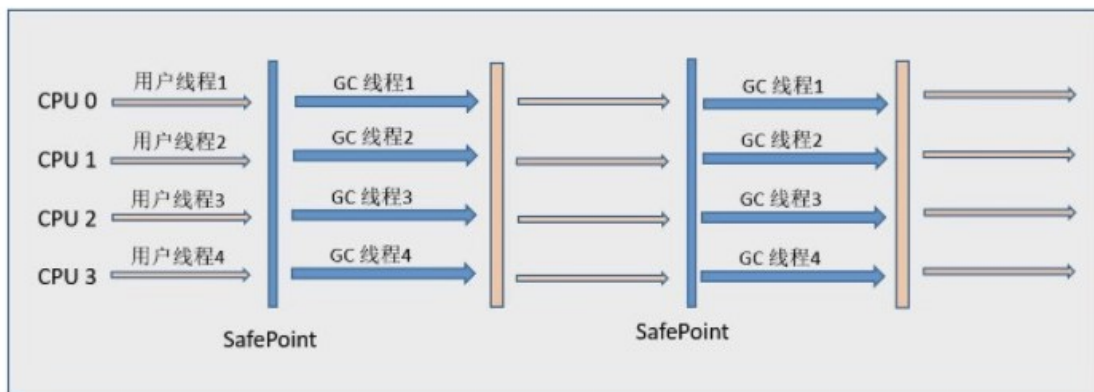 用户线程1
GC 线程1
GC 线程1
CPU 0
用户线程2
GC 线程2
GC 线程2
CPU 1
用户线程3
GC 线程3
GC 线程3
CPU 2
用户线程4
GC 线程4
GC 线程4
CPU 3
SafePoint
SafePoint